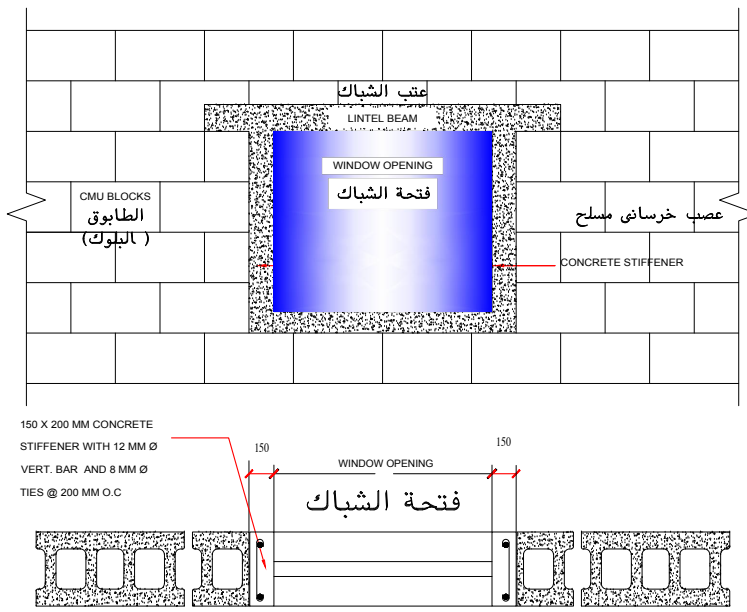 عتب الشباك
LINTEL BEAM
WINDOW OPENING
فتحة الشباك
CMU BLOCKS
الطابوق
(البلوك )
عصب خرسانى مسلح
CONCRETE STIFFENER
150 X 200 MM CONCRETE
STIFFENER WITH 12 MM Ø
VERT. BAR AND 8 MM Ø
TIES @ 200 MM O.C
150
WINDOW OPENING
150
فتحة الشباك